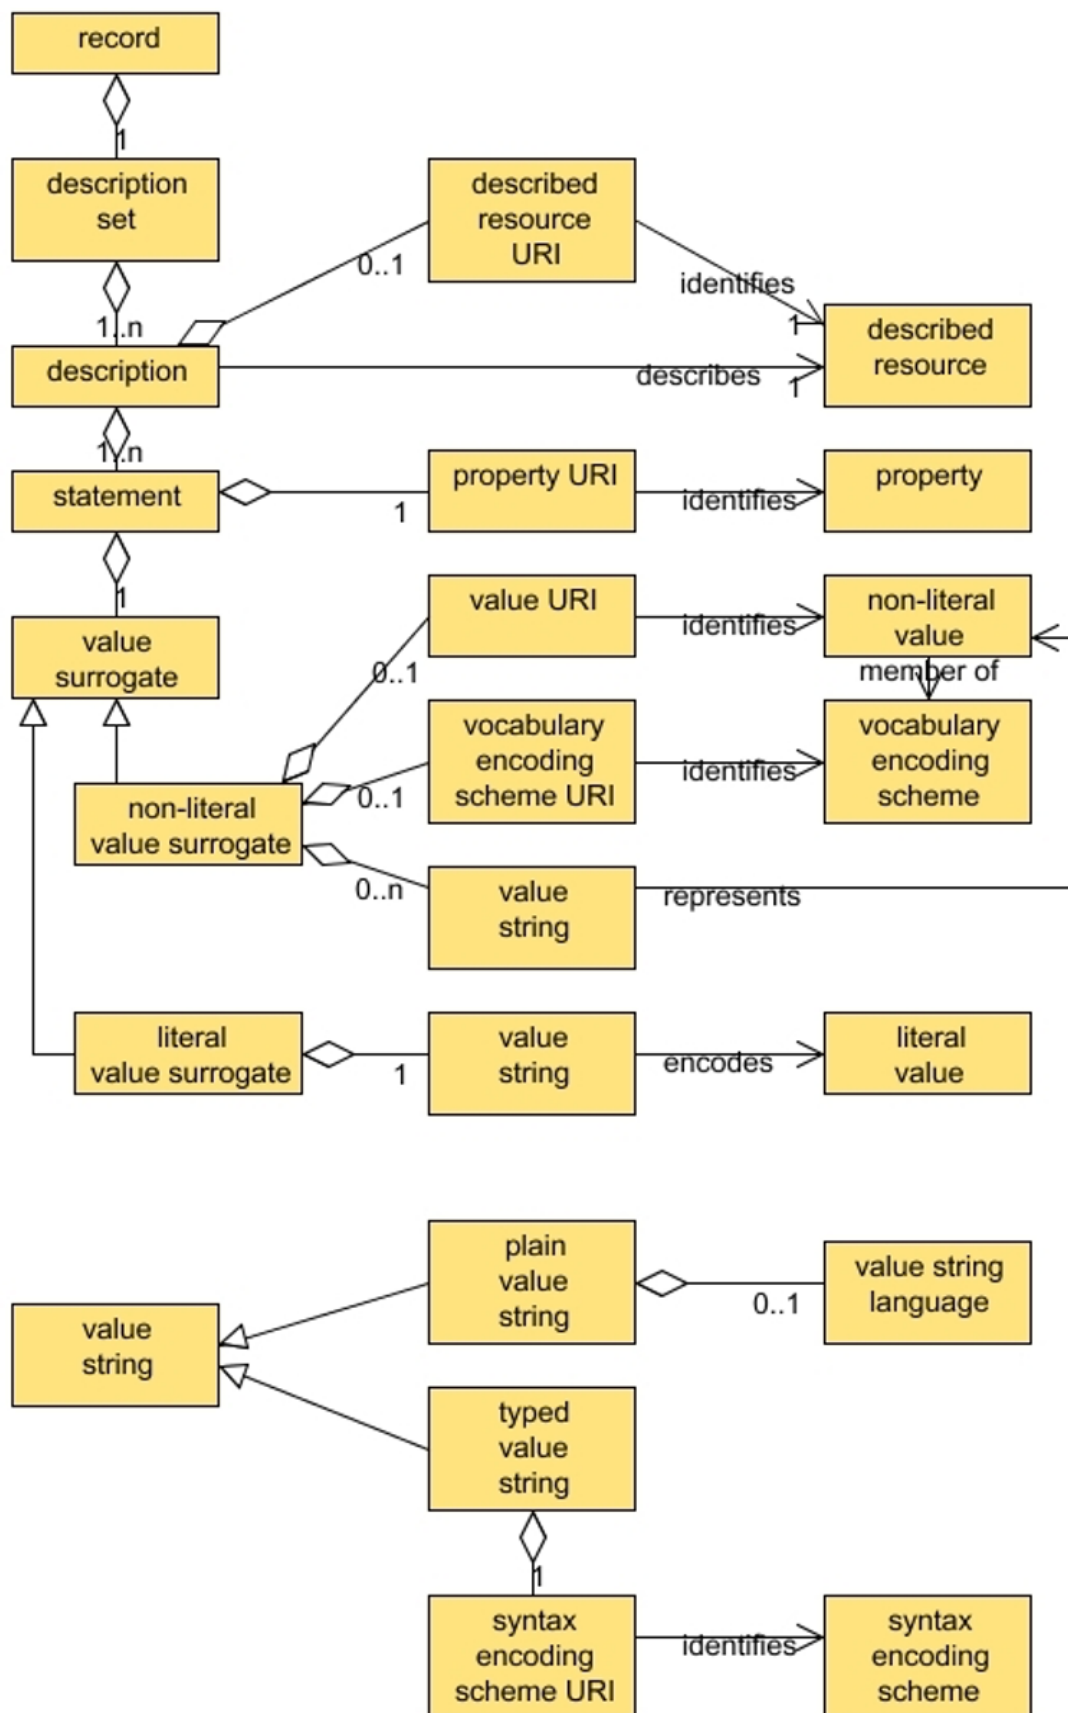 record
1
description
set
described
resource
URI
0..1
identifies
1..n
1
described
resource
description
describes
1
1..n
statement
property URI
property
1
identifies
1
value URI
non-literal
value
identifies
value
surrogate
0..1
member of
vocabulary
encoding
scheme URI
vocabulary
encoding
scheme
identifies
0..1
non-literal
value surrogate
0..n
value
string
represents
literal
value surrogate
1
value
string
encodes
literal
value
plain
value
string
value string
language
0..1
value
string
typed
value
string
1
syntax
encoding
scheme URI
identifies
syntax
encoding
scheme